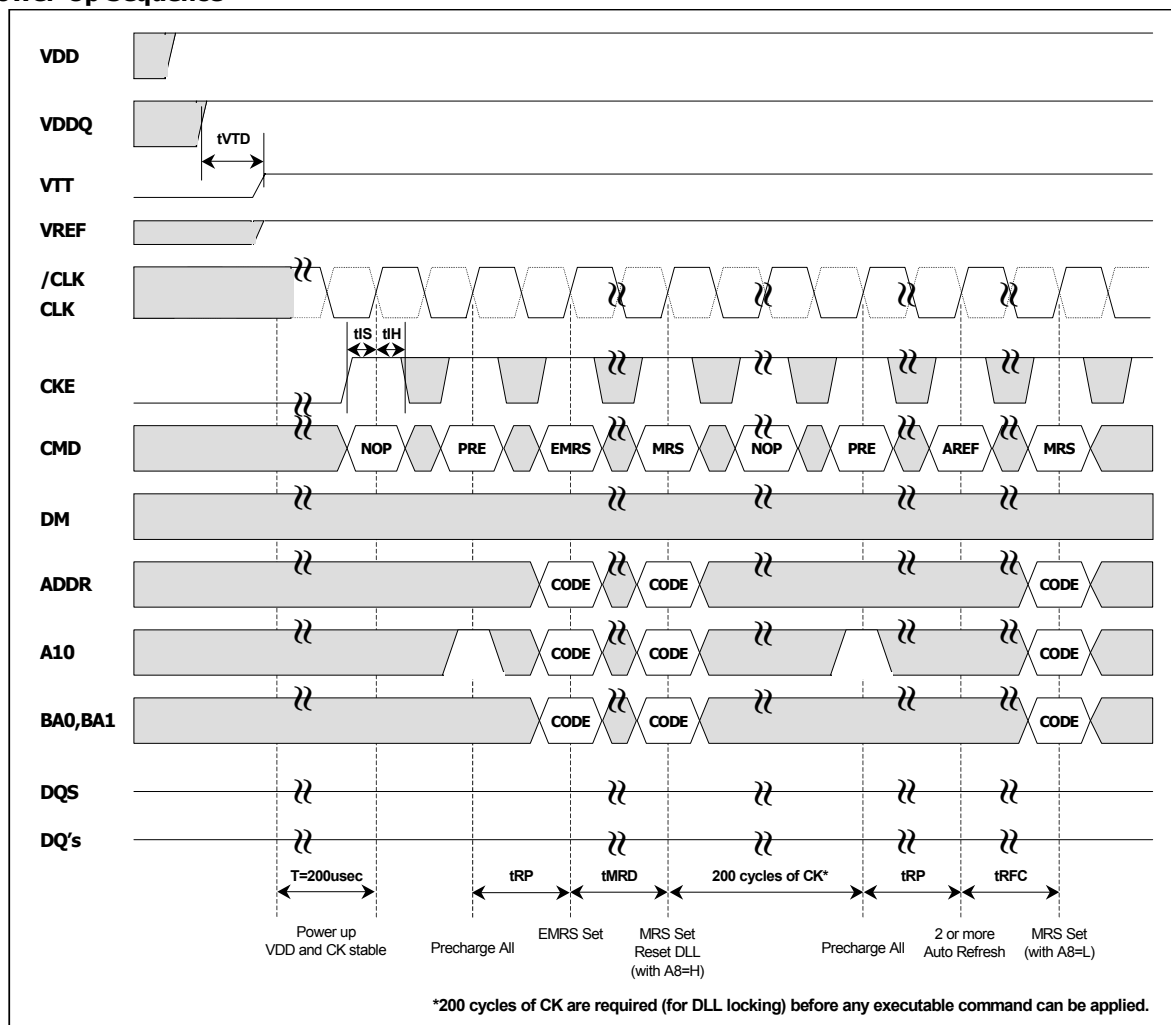 VDD
VDDQ
tVTD
VTT
VREF
/CLK
CLK
tIS tIH
CKE
CMD NOP PRE EMRS MRS NOP PRE AREF MRS
DM
ADDR CODE CODE CODE
A10 CODE CODE CODE
BA0,BA1 CODE CODE CODE
DQS
DQ's
T=200usec tRP tMRD 200 cycles of CK* tRP tRFC
Power up
VDD and CK stable
Precharge All
EMRS Set
MRS Set
Reset DLL
(with A8=H)
Precharge All
2 or more
Auto Refresh
MRS Set
(with A8=L)
*200 cycles of CK are required (for DLL locking) before any executable command can be applied.